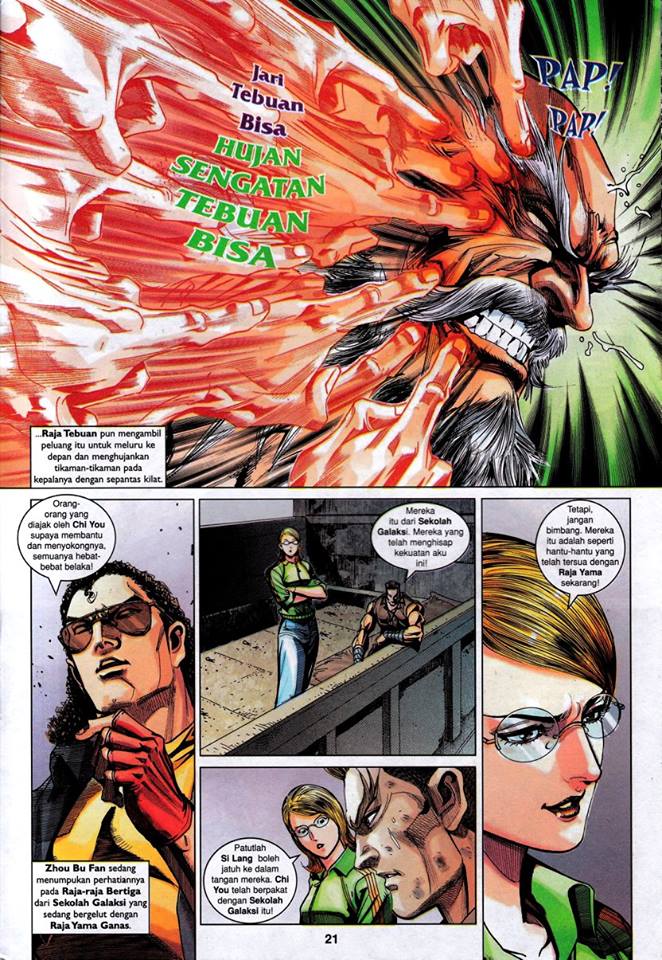 Jari
Tebuan
Bisa
HUJAN
SENGATAN
TEBUAN
BISA
PAP!
PAP!
...Raja Tebuan pun mengambil
peluang itu untuk meluru ke
depan dan menghujankan
tikaman-tikaman pada
kepalanya dengan sepantas kilat.
Orang-
orang yang
diajak oleh Chi You
supaya membantu
dan menyokongnya,
semuanya hebat-
bebat belaka!
Zhou Bu Fan sedang
menumpukan perhatiannya
pada Raja-raja Bertiga
dari Sekolah Galaksi yang
sedang bergelut dengan
Raja Yama Ganas.
Mereka
itu dari Sekolah
Galaksi. Mereka yang
telah menghisap
kekuatan aku
ini!
Patutlah
Si Lang boleh
jatuh ke dalam
tangan mereka. Chi
You telah berpakat
dengan Sekolah
Galaksi itu!
Tetapi,
jangan
bimbang. Mereka
itu adalah seperti
hantu-hantu yang
telah tersua dengan
Raja Yama
sekarang!
21